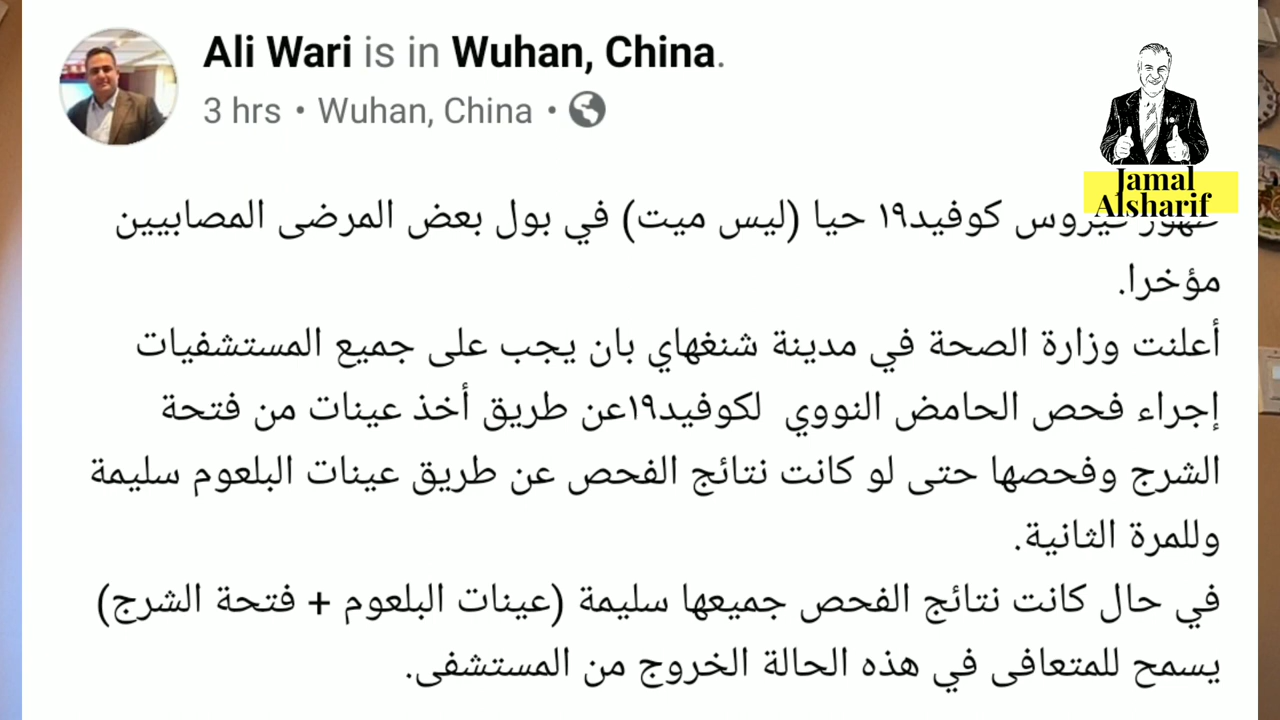 Ali Wari is in Wuhan, China.
3 hrs • Wuhan, China •
Jamal
Alsharif
كوفيد١٩ حيا (ليس ميت) في بول بعض المرضى المصابيين
مؤخرا.
أعلنت وزارة الصحة في مدينة شنغهاي بان يجب على جميع المستشفيات
إجراء فحص الحامض النووي لكوفيد١٩عن طريق أخذ عينات من فتحة
الشرج وفحصها حتى لو كانت نتائج الفحص عن طريق عينات البلعوم سليمة
وللمرة الثانية.
في حال كانت نتائج الفحص جميعها سليمة (عينات البلعوم + فتحة الشرج)
يسمح للمتعافى في هذه الحالة الخروج من المستشفى.